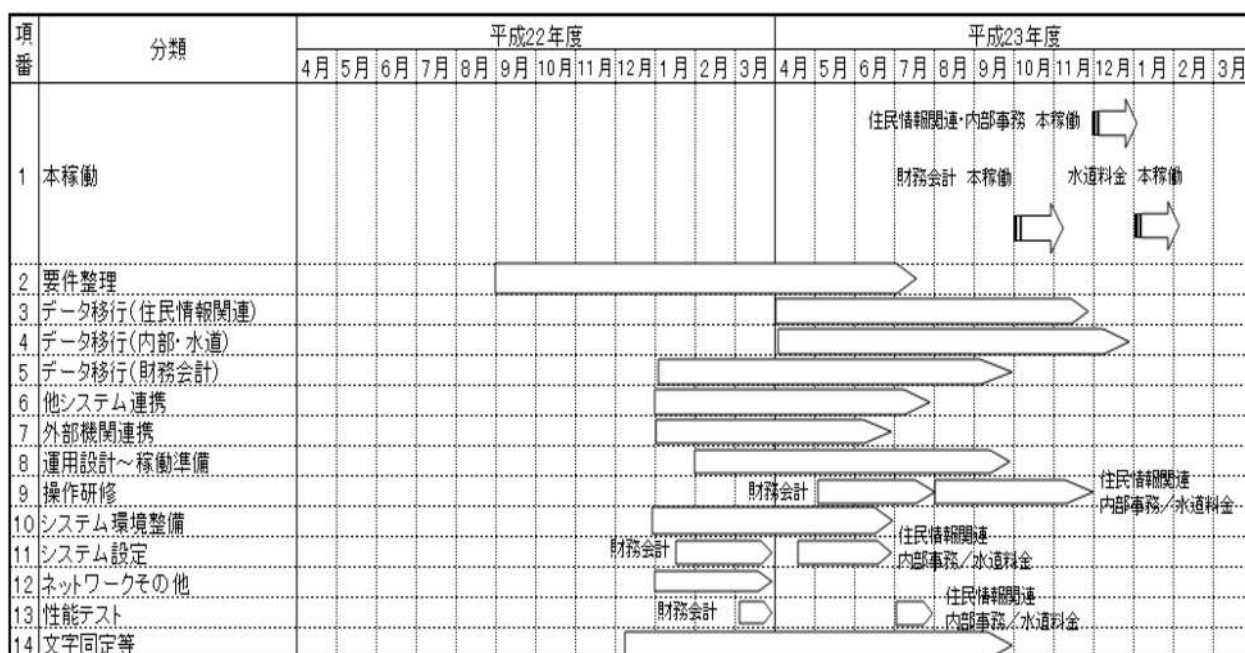 項番 分類 平成22年度 平成23年度
4月 5月 6月 7月 8月 9月 10月 11月 12月 1月 2月 3月 4月 5月 6月 7月 8月 9月 10月 11月 12月 1月 2月 3月
住民情報関連・内部事務 本稼働
1 本稼働 財務会計 本稼働 水道料金 本稼働
2 要件整理
3 データ移行(住民情報関連)
4 データ移行(内部・水道)
5 データ移行(財務会計)
6 他システム連携
7 外部機関連携
8 運用設計～稼働準備
9 操作研修 財務会計 住民情報関連
内部事務/水道料金
10 システム環境整備
11 システム設定 財務会計 住民情報関連
内部事務/水道料金
12 ネットワークその他
13 性能テスト 財務会計 住民情報関連
内部事務/水道料金
14 文字同定等